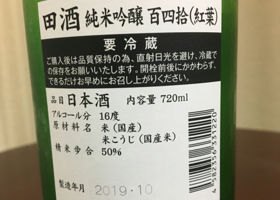 田酒 純米吟醸 百四拾(紅葉)
要冷蔵
ご購入後は品質保持の為、直射日光を避け、冷蔵で
の保存をお願いします。開栓前後にかかわらず、
できるだけお早めにお召し上がりください。
品目 日本酒 内容量 720ml
アルコール分 16度
原材料名 米(国産)
米こうじ(国産米)
精米歩合 50%
製造年月 2019.10
4582356331220